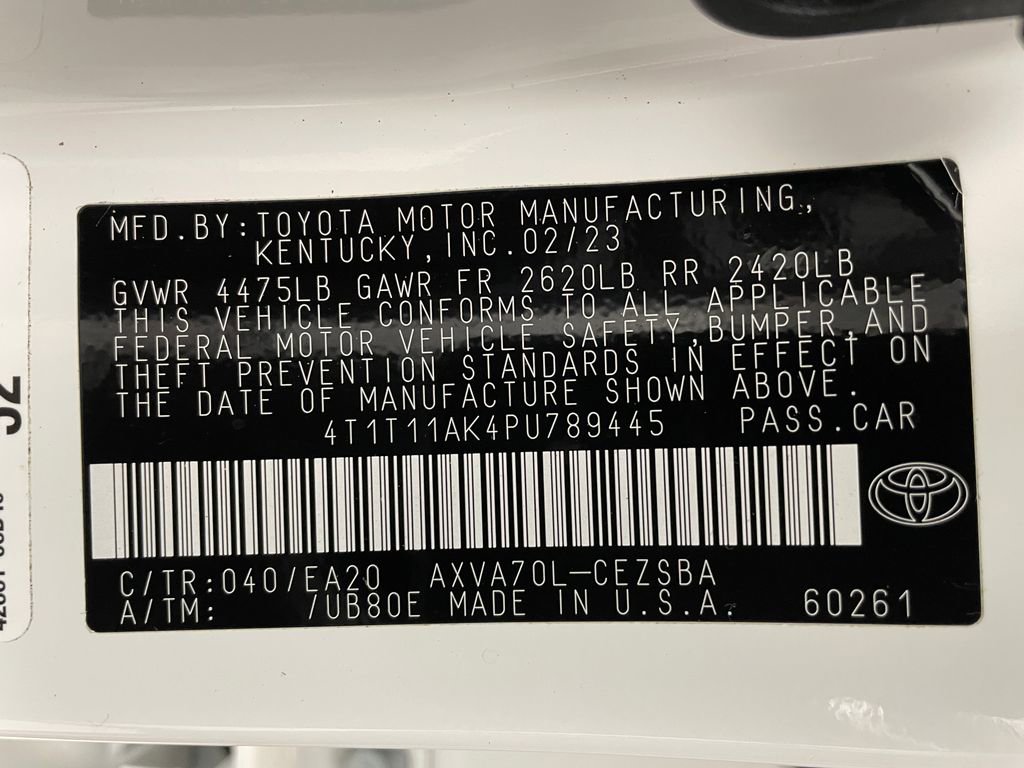 MFD.BY:TOYOTA MOTOR MANUFACTURING,
KENTUCKY,INC.02/23
GVWR 4475LB GAWR FR 2620LB RR 2420LB
THIS VEHICLE CONFORMS TO ALL APPLICABLE
FEDERAL MOTOR VEHICLE SAFETY,BUMPER,AND
THEFT PREVENTION STANDARDS IN EFFECT ON
THE DATE OF MANUFACTURE SHOWN ABOVE.
4T1T11AK4PU789445 PASS.CAR
C/TR:040/EA20 AXVA70L-CEZSBA
A/TM: /UB80E MADE IN U.S.A. 60261